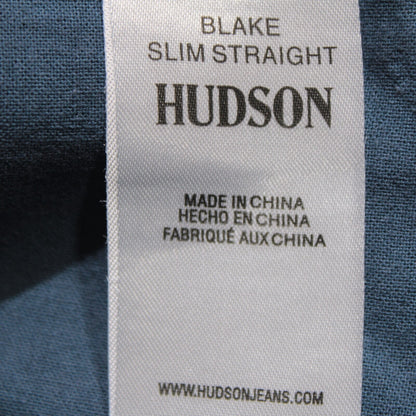 BLAKE
SLIM STRAIGHT
HUDSON
MADE IN CHINA
HECHO EN CHINA
FABRIQUÉ AUX CHINA
WWW.HUDSONJEANS.COM